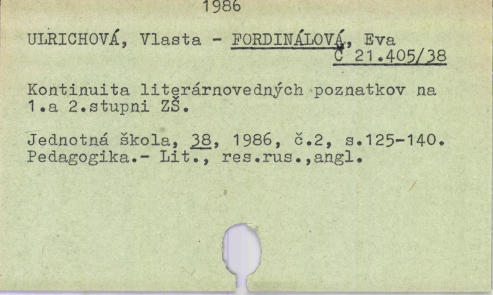 1986
ULRICHOVÁ, Vlasta - FORDINÁLOVÁ, Eva
Č 21.405/38
Kontinuita literárnovedných poznatkov na
1.a 2.stupni ZŠ.
Jednotná škola, 38, 1986, č.2, s.125-140.
Pedagogika.- Lit., res.rus.,angl.